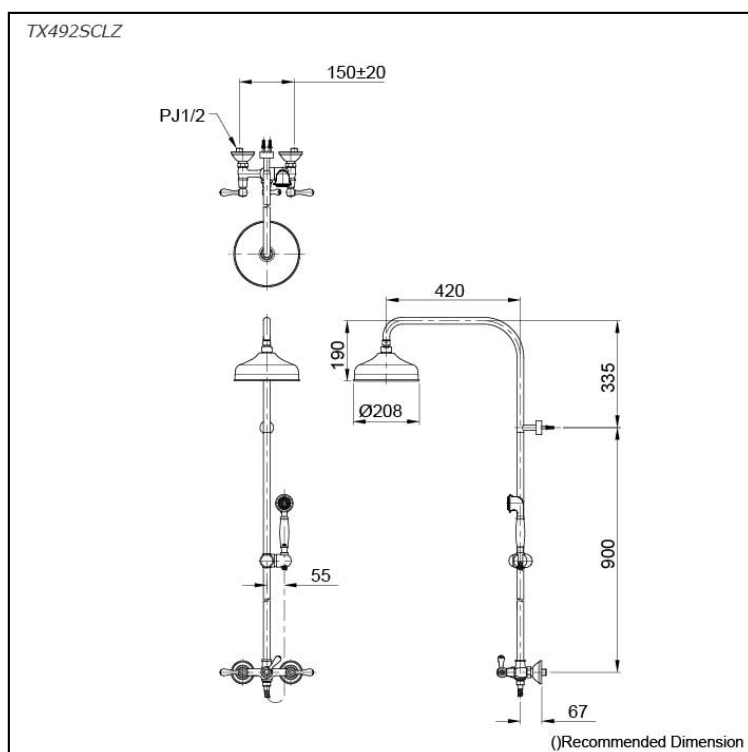 TX492SCLZ
150±20
PJ1/2
420
190
335
Ø208
900
55
67
()Recommended Dimension